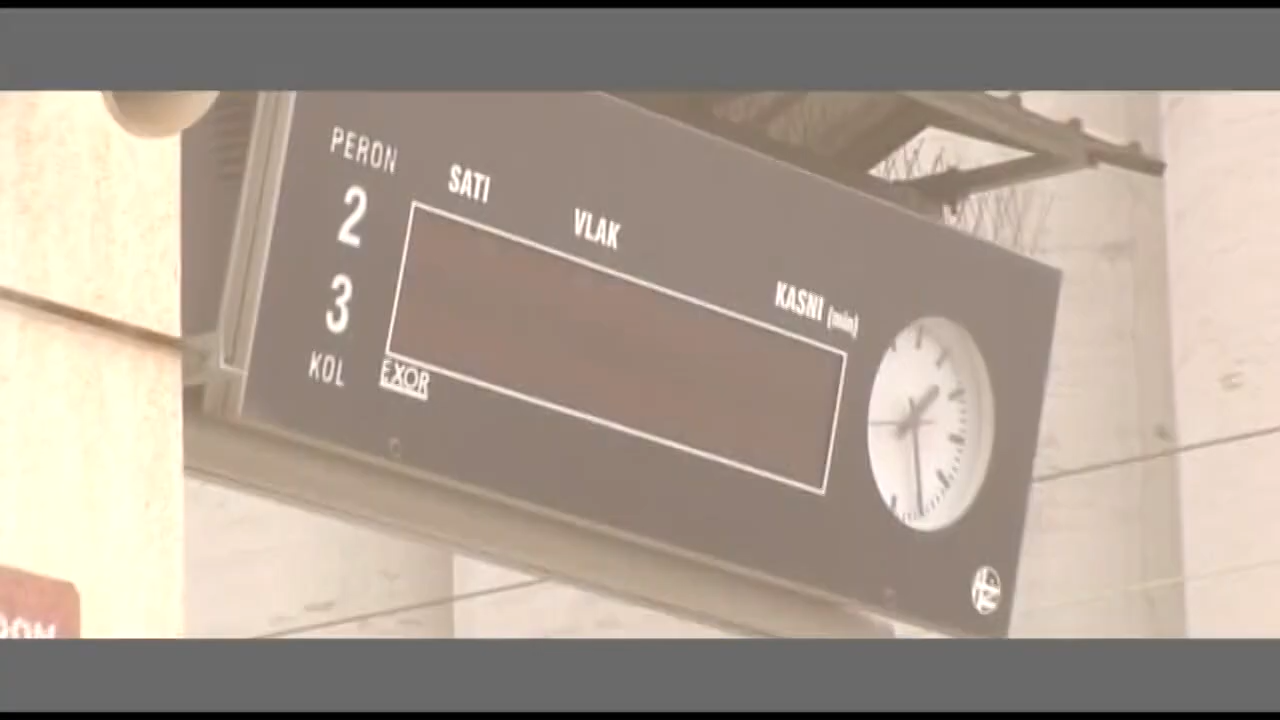 PERON
2
3
KOL
SATI
VLAK
KASNI (min)
EXOR